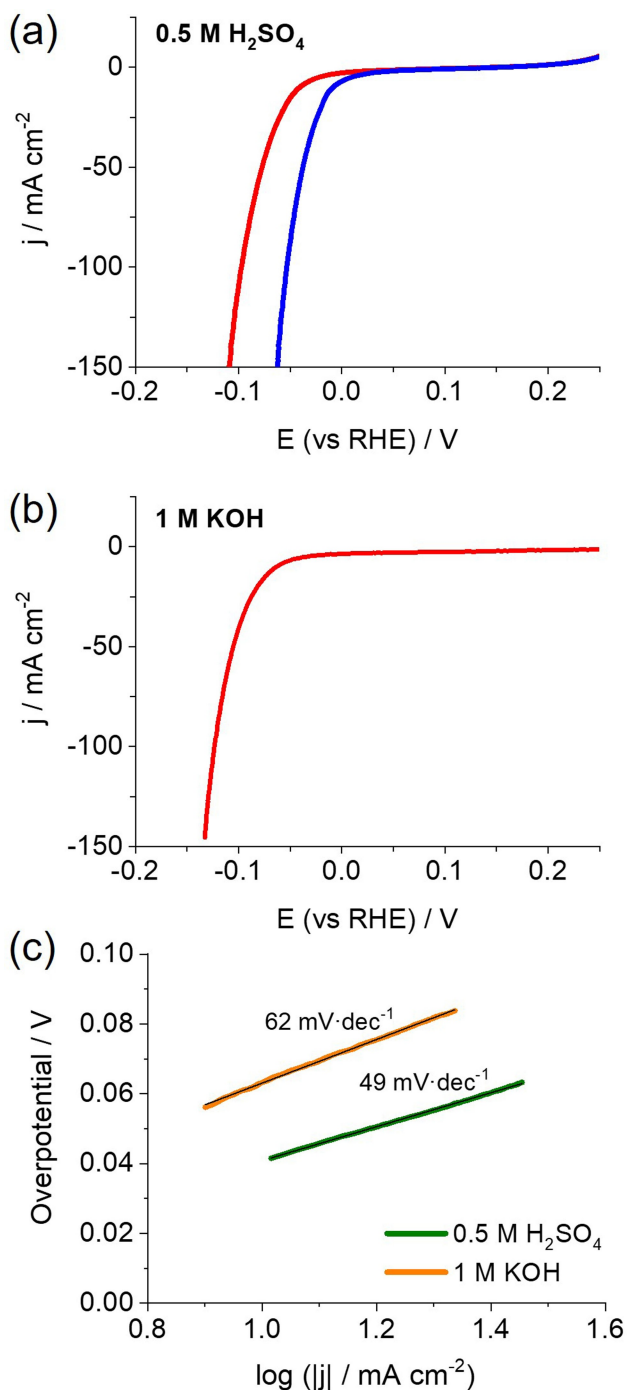 (a)
0.5 M H₂SO₄
0
-50
-100
-150
j / mA cm⁻²
-0.2 -0.1 0.0 0.1 0.2
E (vs RHE) / V
(b)
1 M KOH
0
-50
-100
-150
j / mA cm⁻²
-0.2 -0.1 0.0 0.1 0.2
E (vs RHE) / V
(c)
0.10
0.08
0.06
0.04
0.02
0.00
Overpotential / V
62 mV·dec⁻¹
49 mV·dec⁻¹
0.5 M H₂SO₄
1 M KOH
0.8 1.0 1.2 1.4 1.6
log (|j| / mA cm⁻²)